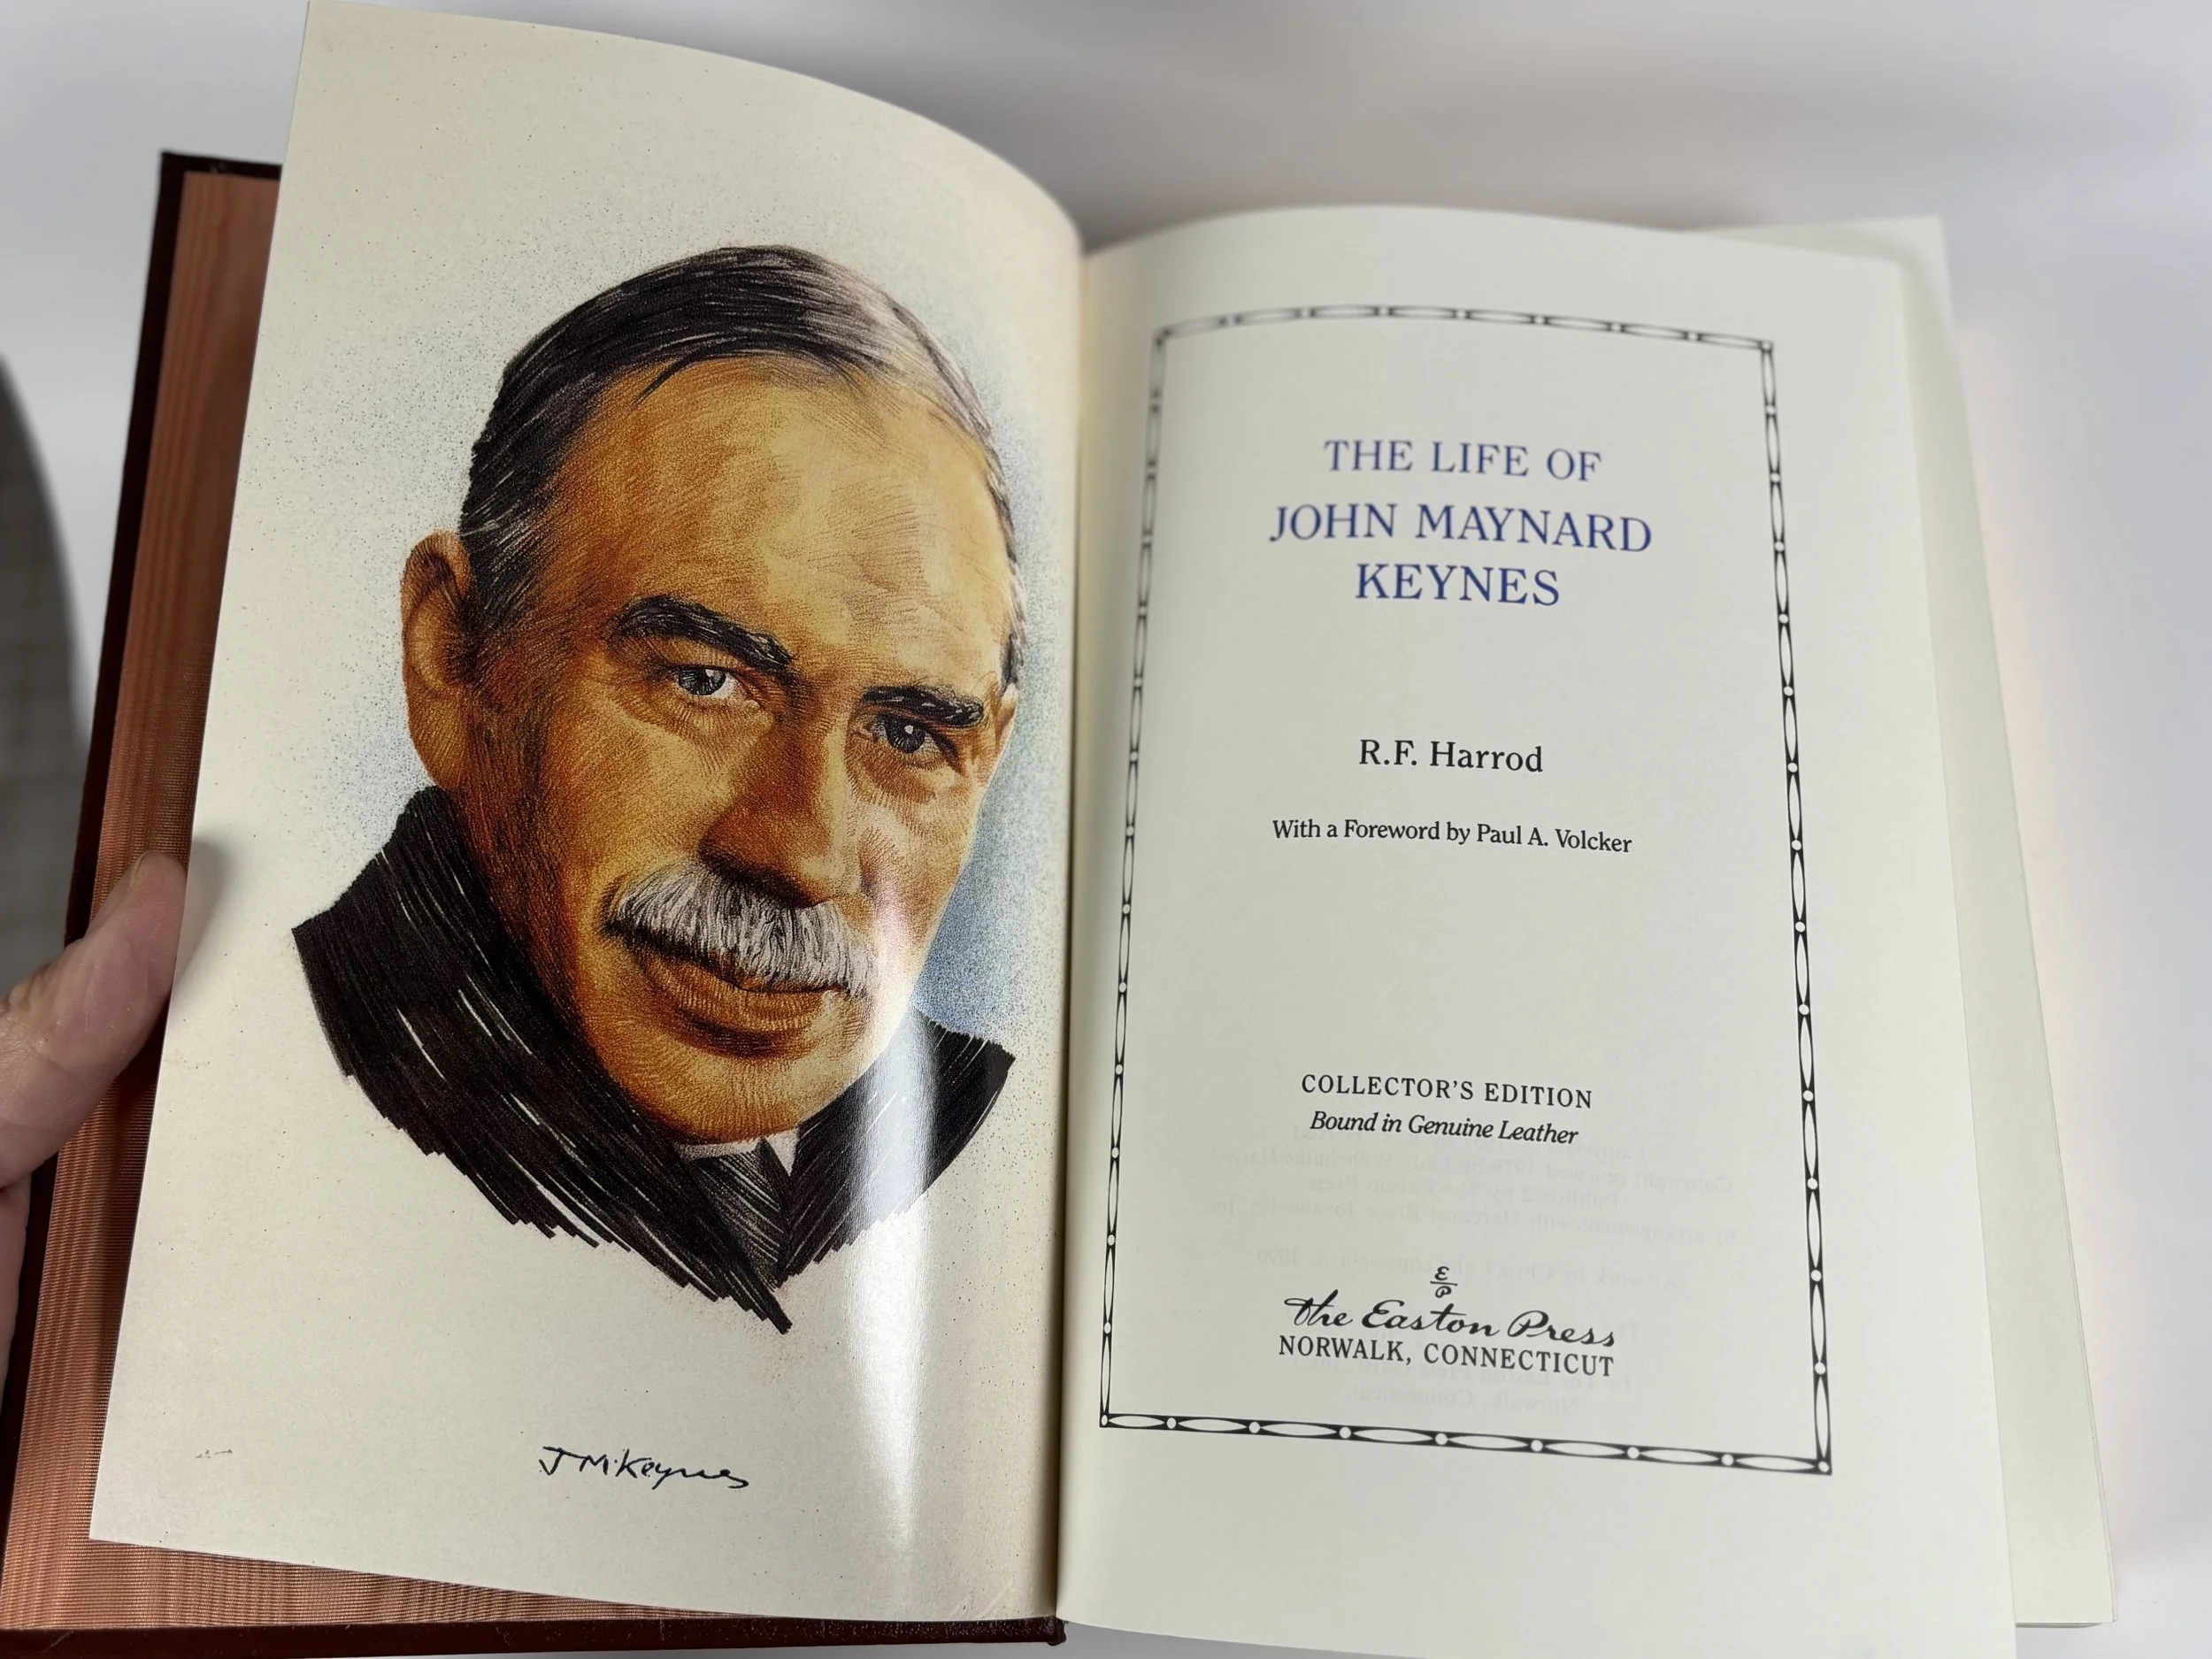 J M Keynes
THE LIFE OF
JOHN MAYNARD
KEYNES
R.F. Harrod
With a Foreword by Paul A. Volcker
COLLECTOR'S EDITION
Bound in Genuine Leather
The Easton Press
NORWALK, CONNECTICUT